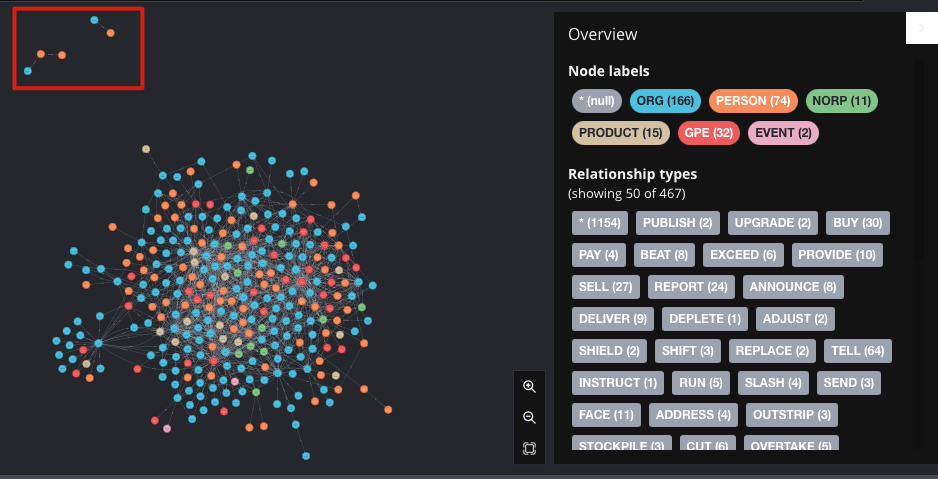 Overview
Node labels
* (null) ORG (166) PERSON (74) NORP (11)
PRODUCT (15) GPE (32) EVENT (2)
Relationship types
(showing 50 of 467)
* (1154) PUBLISH (2) UPGRADE (2) BUY (30)
PAY (4) BEAT (8) EXCEED (6) PROVIDE (10)
SELL (27) REPORT (24) ANNOUNCE (8)
DELIVER (9) DEPLETE (1) ADJUST (2)
SHIELD (2) SHIFT (3) REPLACE (2) TELL (64)
INSTRUCT (1) RUN (5) SLASH (4) SEND (3)
FACE (11) ADDRESS (4) OUTSTRIP (3)
STOCKPILE (3) CUT (6) OVERTAKE (5)